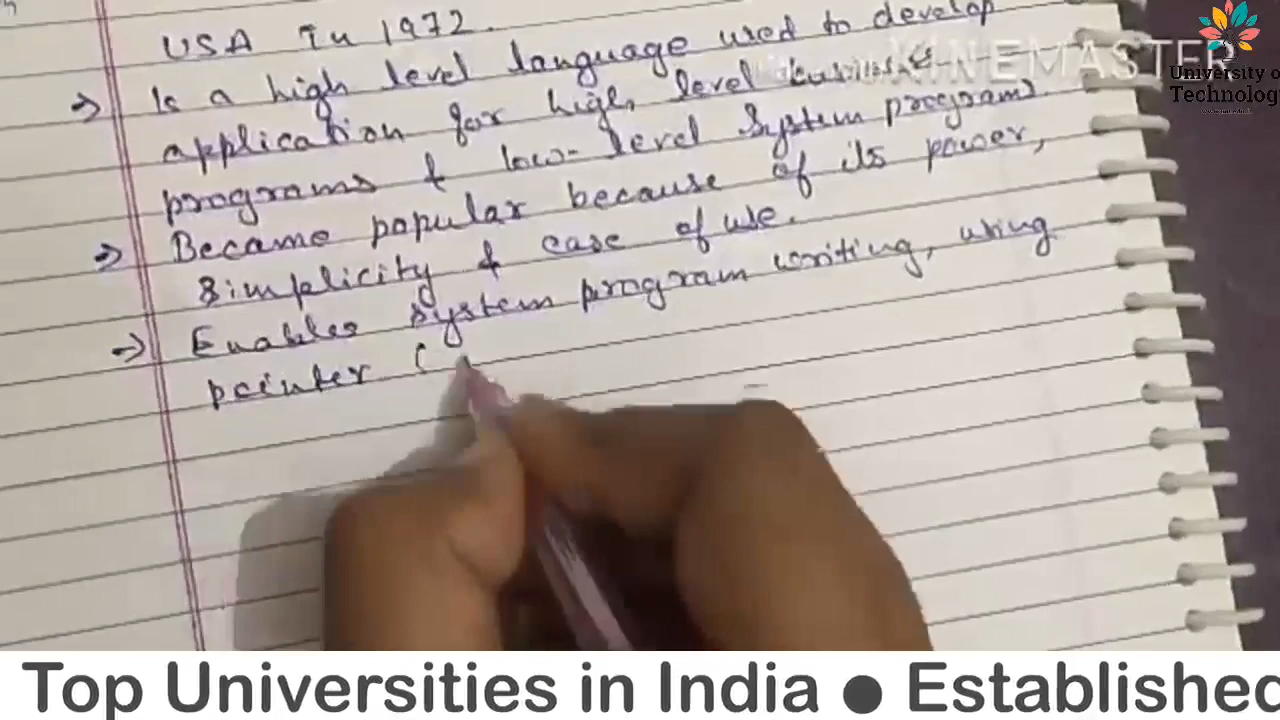 USA in 1972.
→ Is a high level language used to develop
application for high level business
programs & low-level system programs.
→ Became popular because of its power,
simplicity & ease of use.
→ Enables system program writing, using
pointer (
KINEMASTER
University of
Technology
Top Universities in India ● Established